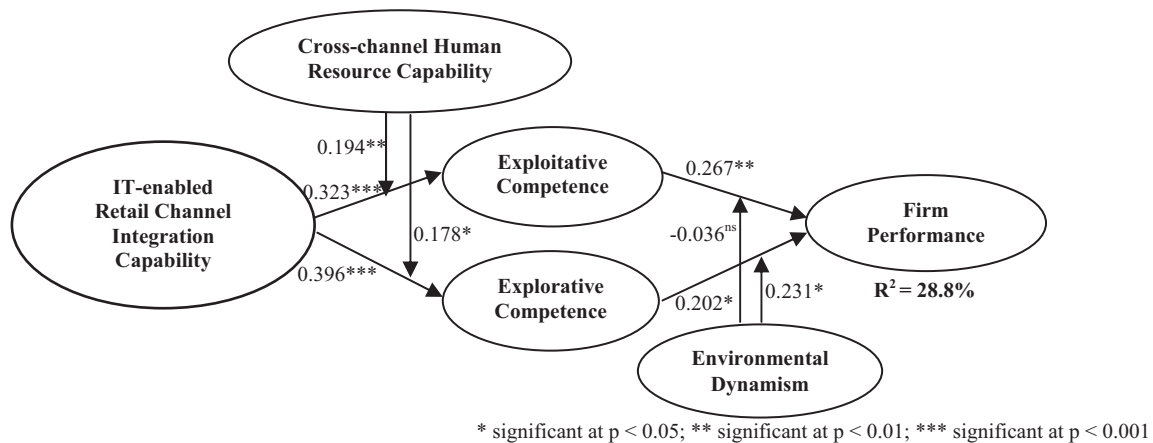 Cross-channel Human
Resource Capability
0.194**
IT-enabled
Retail Channel
Integration
Capability
0.323***
0.396***
0.178*
Exploitative
Competence
Explorative
Competence
0.267**
-0.036ns
0.202*
0.231*
Firm
Performance
R² = 28.8%
Environmental
Dynamism
* significant at p < 0.05; ** significant at p < 0.01; *** significant at p < 0.001